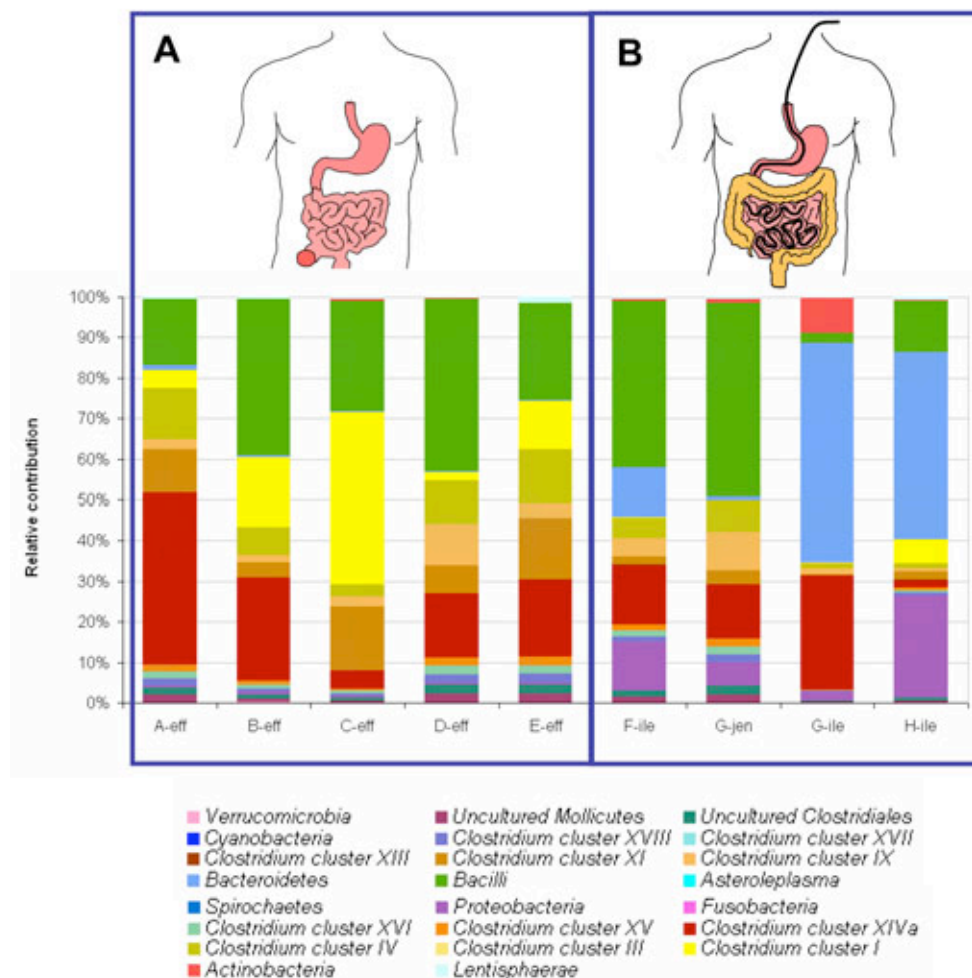 A B
100%
90%
80%
70%
60%
50%
40%
30%
20%
10%
0%
Relative contribution
A-eff B-eff C-eff D-eff E-eff F-ile G-jen G-ile H-ile
Verrucomicrobia Uncultured Mollicutes Uncultured Clostridiales
Cyanobacteria Clostridium cluster XVIII Clostridium cluster XVII
Clostridium cluster XIII Clostridium cluster XI Clostridium cluster IX
Bacteroidetes Bacilli Asteroleplasma
Spirochaetes Proteobacteria Fusobacteria
Clostridium cluster XVI Clostridium cluster XV Clostridium cluster XIVa
Clostridium cluster IV Clostridium cluster III Clostridium cluster I
Actinobacteria Lentisphaerae